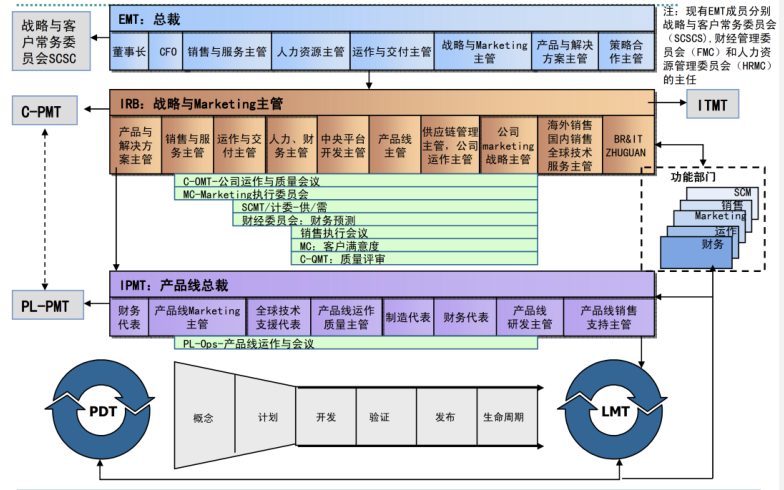 EMT：总裁
战略与客
户常务委
员会SCSC
董事长
CFO
销售与服务主管
人力资源主管
运作与交付主管
战略与Marketing
主管
产品与解决
方案主管
策略合
作主管
注：现有EMT成员分别
战略与客户常务委员会
（SCSCS）,财经管理委
员会（FMC）和人力资
源管理委员会（HRMC）
的主任
IRB：战略与Marketing主管
C-PMT
ITMT
产品与
解决方
案主管
销售与服
务主管
运作与交
付主管
人力、财
务主管
中央平台
开发主管
产品线
主管
供应链管理
主管、公司
运作主管
公司
marketing
战略主管
海外销售
国内销售
全球技术
服务主管
BR&IT
ZHUGUAN
C-OMT-公司运作与质量会议
MC-Marketing执行委员会
SCMT/计委-供/需
财经委员会：财务预测
销售执行会议
MC：客户满意度
C-QMT：质量评审
功能部门
SCM
销售
Marketing
运作
财务
IPMT：产品线总裁
PL-PMT
财务
代表
产品线Marketing
主管
全球技术
支援代表
产品线运作
质量主管
制造代表
财务代表
产品线
研发主管
产品线销售
支持主管
PL-Ops-产品线运作与会议
PDT
概念
计划
开发
验证
发布
生命周期
LMT